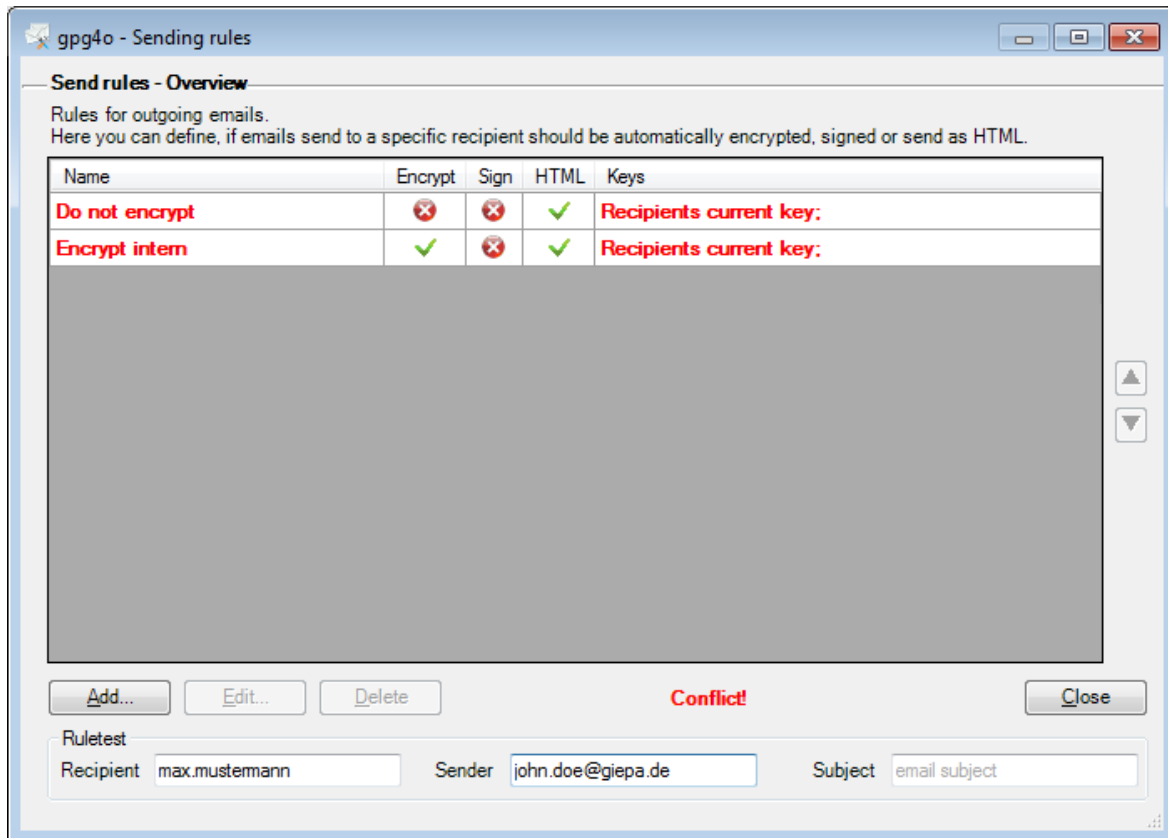 gpg4o - Sending rules
Send rules - Overview
Rules for outgoing emails.
Here you can define, if emails send to a specific recipient should be automatically encrypted, signed or send as HTML.
Name Encrypt Sign HTML Keys
Do not encrypt Recipients current key;
Encrypt intern Recipients current key;
Add... Edit... Delete Conflict! Close
Ruletest
Recipient max.mustermann Sender john.doe@giepa.de Subject email subject